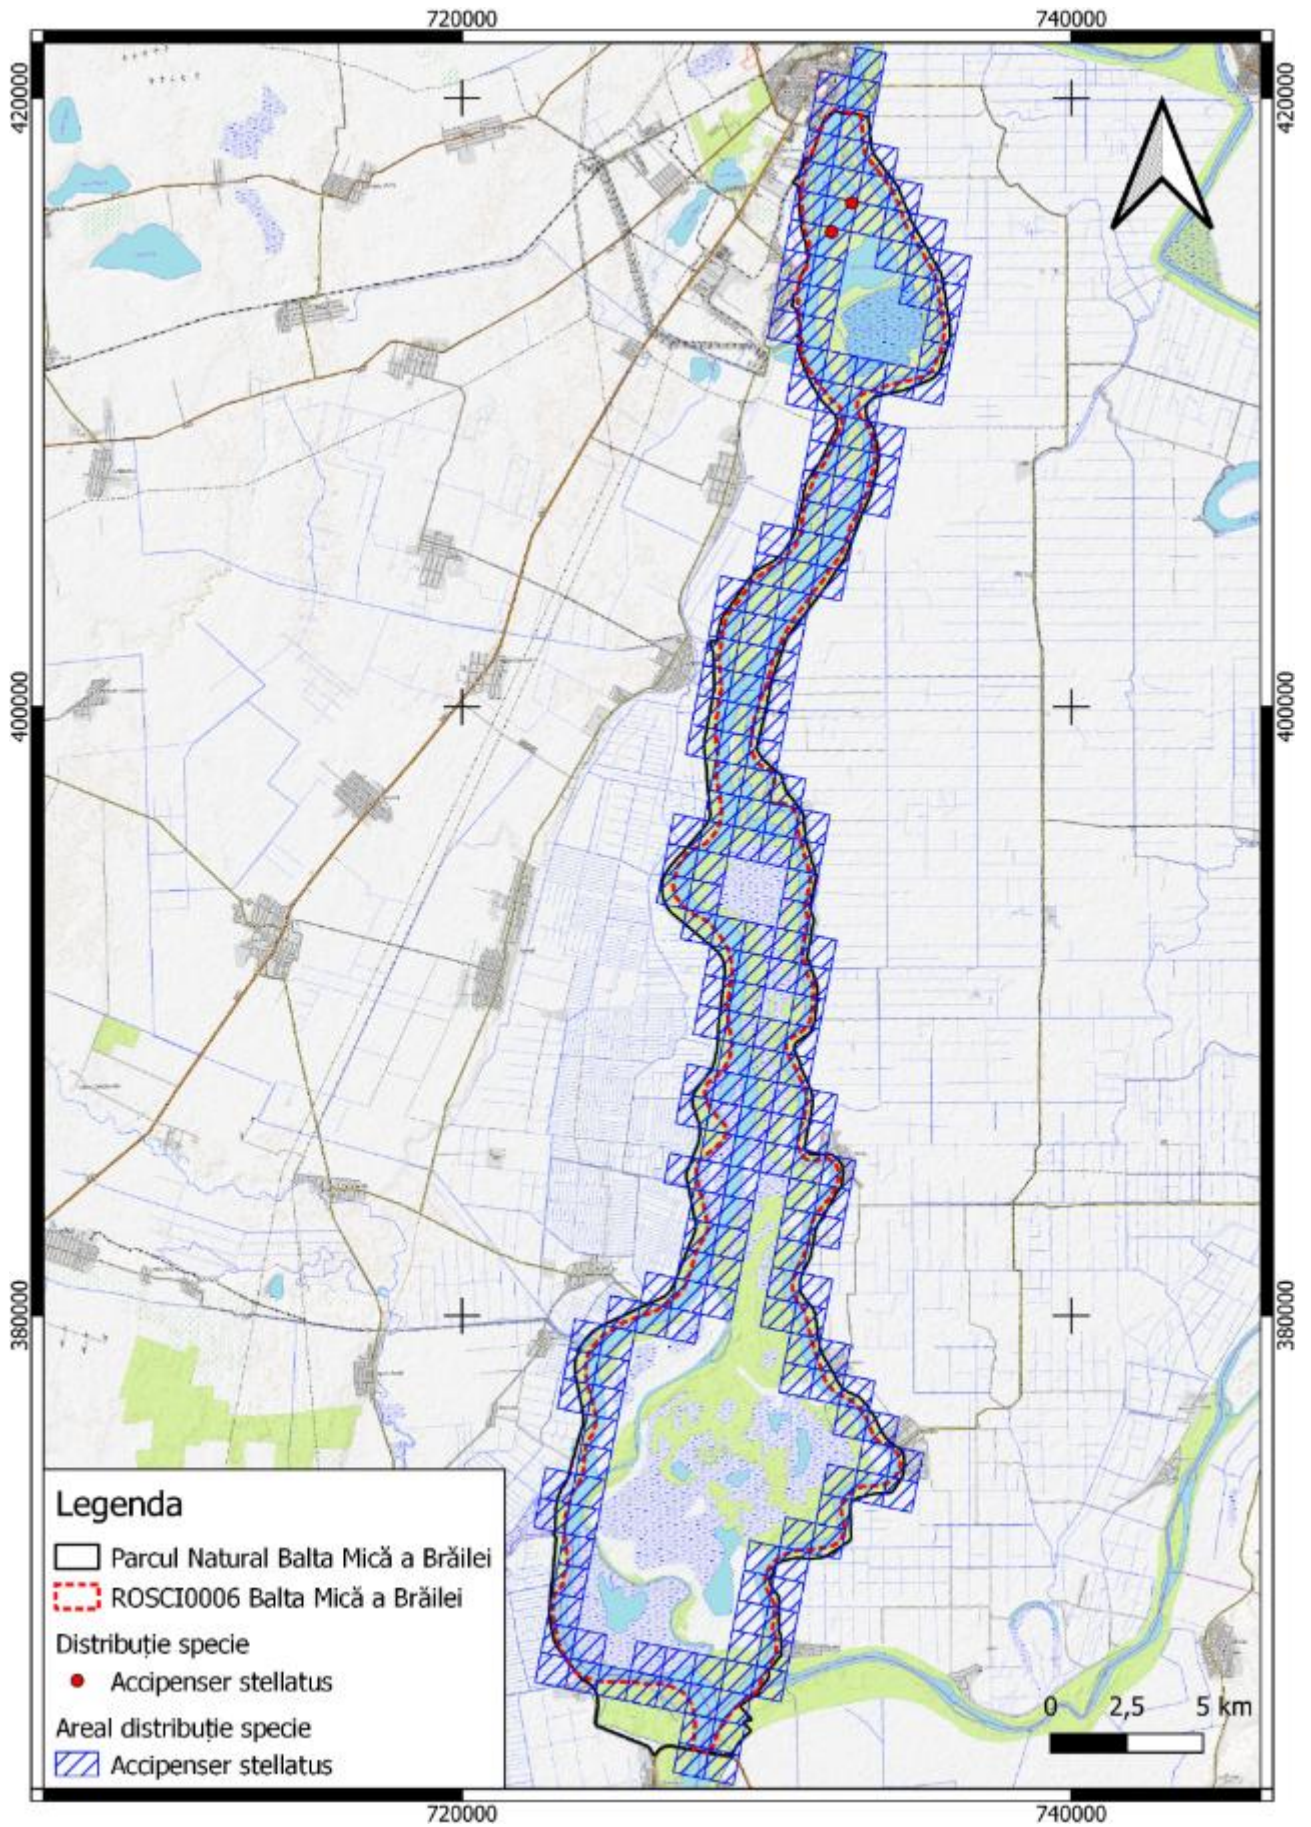 720000
740000
420000
420000
400000
400000
380000
380000
Legenda
Parcul Natural Balta Mică a Brăilei
ROSCI0006 Balta Mică a Brăilei
Distribuție specie
Accipenser stellatus
Areal distribuție specie
Accipenser stellatus
0 2,5 5 km
720000
740000